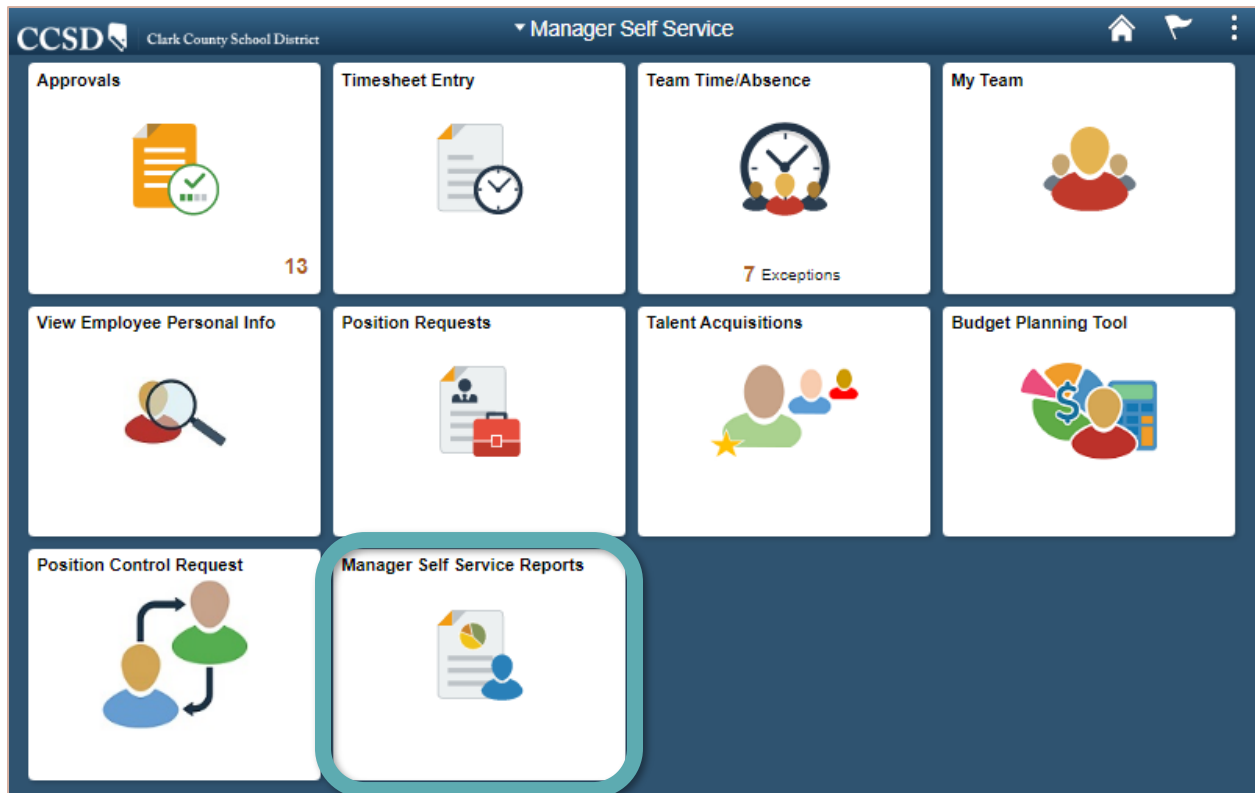 CCSD Clark County School District
Manager Self Service
Approvals
13
Timesheet Entry
Team Time/Absence
7 Exceptions
My Team
View Employee Personal Info
Position Requests
Talent Acquisitions
Budget Planning Tool
$
Position Control Request
Manager Self Service Reports